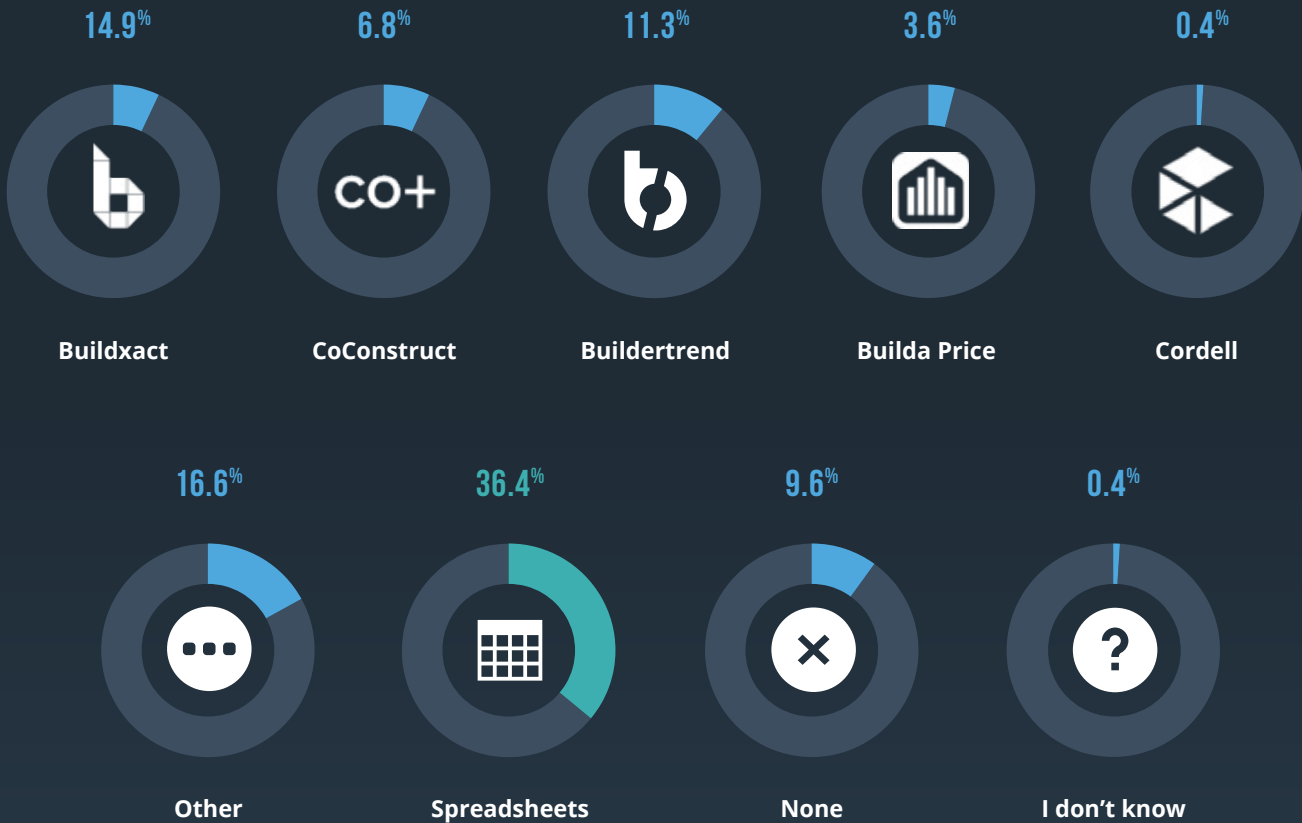 14.9% 6.8% 11.3% 3.6% 0.4%
co+
Buildxact CoConstruct Buildertrend Builda Price Cordell
16.6% 36.4% 9.6% 0.4%
?
Other Spreadsheets None I don’t know